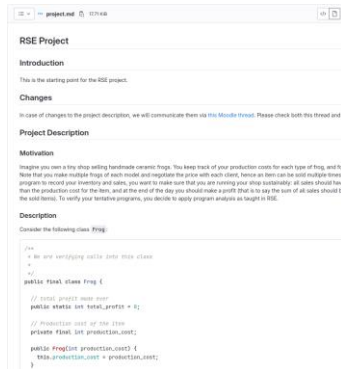 project.md 17.71 KiB
RSE Project
Introduction
This is the starting point for the RSE project.
Changes
In case of changes to the project description, we will communicate them via this Moodle thread. Please check both this thread and
Project Description
Motivation
Imagine you own a tiny shop selling handmade ceramic frogs. You keep track of your production costs for each type of frog, and
Note that you make multiple frogs of each model and negotiate the price with each client, hence an item can be sold multiple times
program to record your inventory and sales, you want to make sure that you are running your shop sustainably: all sales should
than the production cost for the item, and at the end of the day you should make a profit (that is to say the sum of all sales should
the sold items). To verify your tentative programs, you decide to apply program analysis as taught in RSE.
Description
Consider the following class Frog:
/**
* We are verifying calls into this class
*
*/
public final class Frog {
// total profit made over
public static int total_profit = 0;
// Production cost of the item
private final int production_cost;
public Frog(int production_cost) {
this.production_cost = production_cost;
}